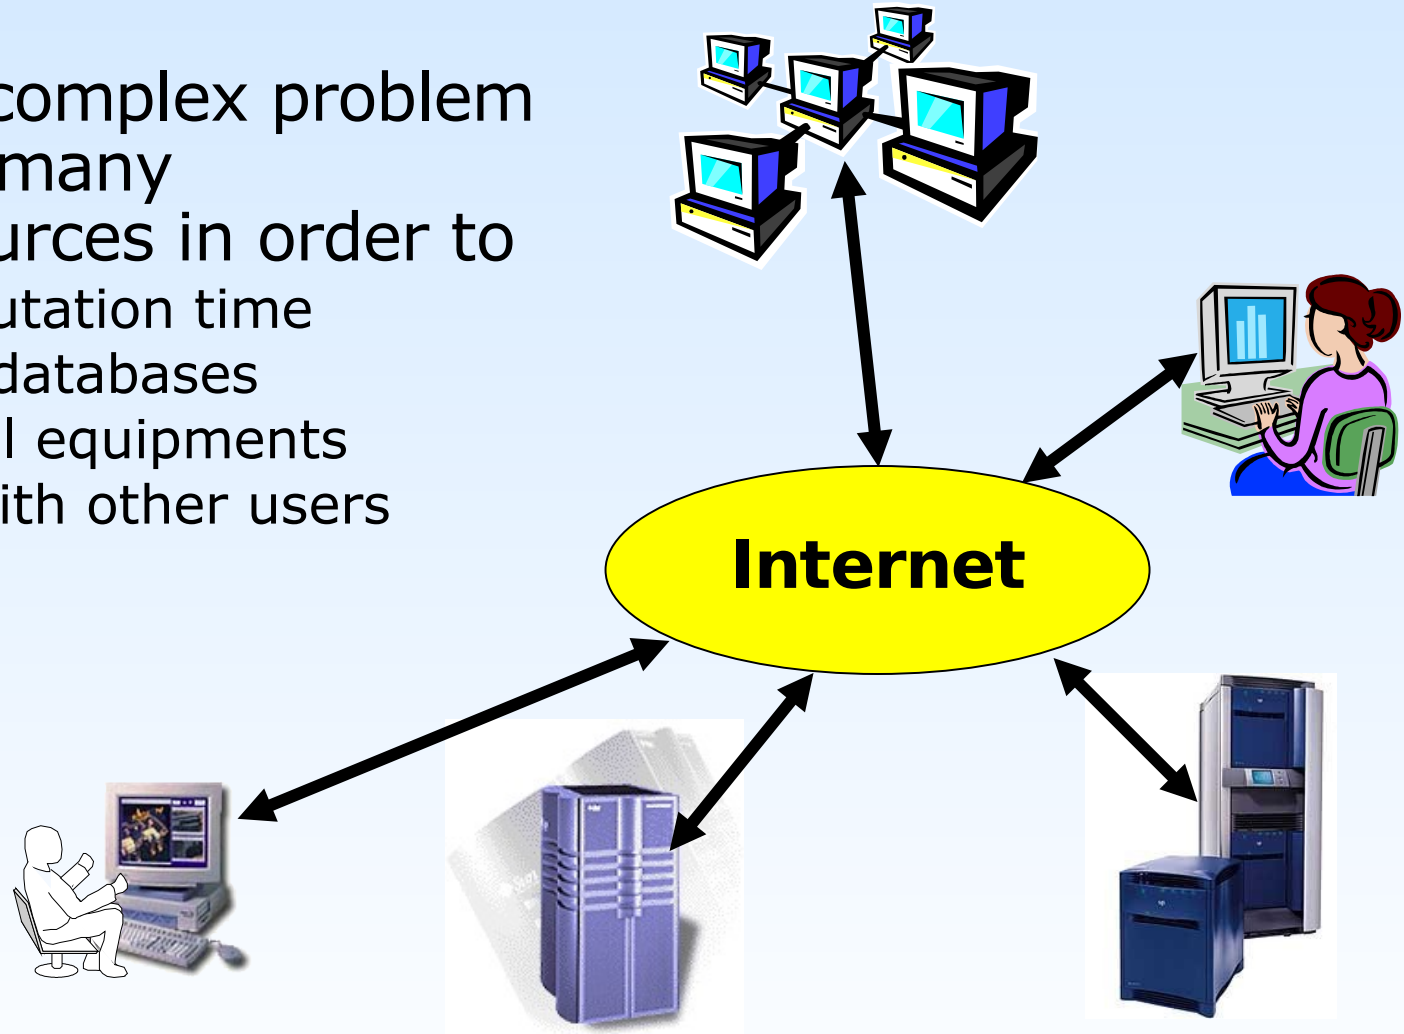 complex problem
many
urces in order to
utation time
databases
l equipments
ith other users
Internet